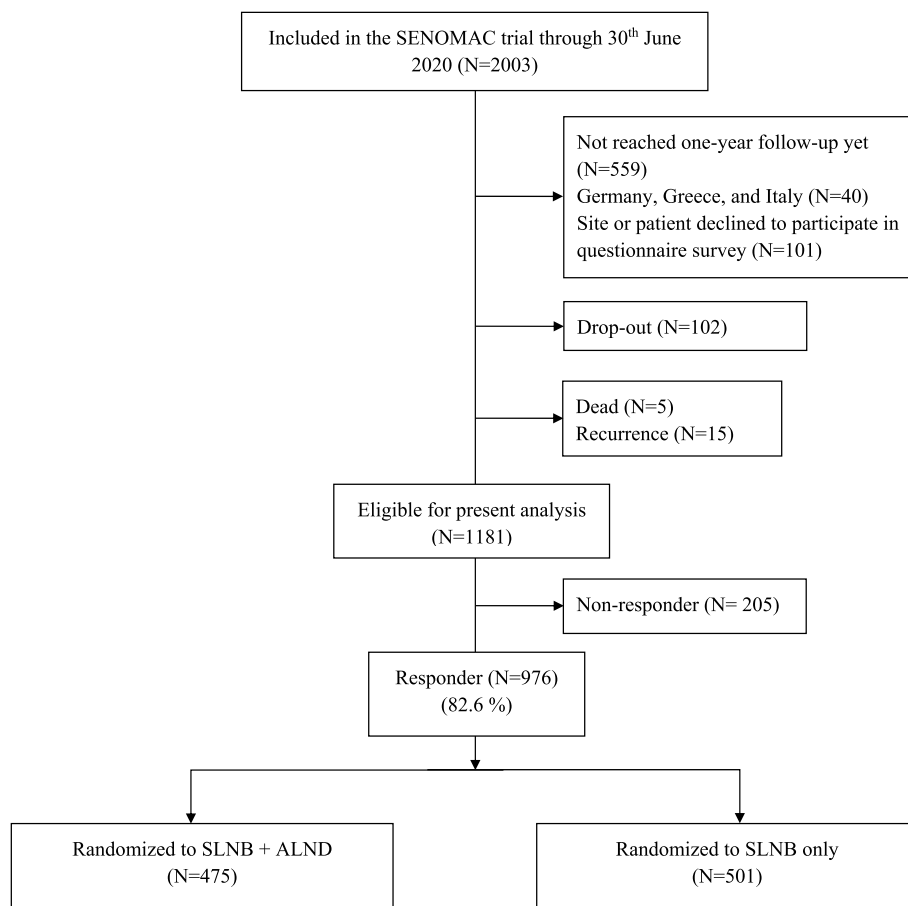 Included in the SENOMAC trial through 30th June
2020 (N=2003)
Not reached one-year follow-up yet
(N=559)
Germany, Greece, and Italy (N=40)
Site or patient declined to participate in
questionnaire survey (N=101)
Drop-out (N=102)
Dead (N=5)
Recurrence (N=15)
Eligible for present analysis
(N=1181)
Non-responder (N= 205)
Responder (N=976)
(82.6 %)
Randomized to SLNB + ALND
(N=475)
Randomized to SLNB only
(N=501)